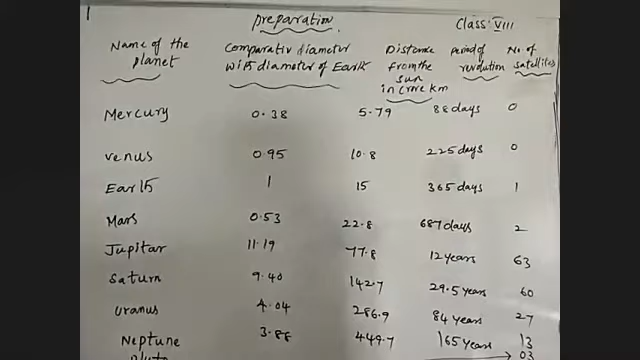 1
preparation
Class: VIII
Name of the planet | Comparativ diameter with diameter of Earth | Distance from the sun in crore km | Period of revolution | No of satellites
Mercury 0.38 5.79 88 days 0
Venus 0.95 10.8 225 days 0
Earth 1 15 365 days 1
Mars 0.53 22.8 687 days 2
Jupitar 11.19 77.8 12 years 63
Saturn 9.40 142.7 29.5 years 60
Uranus 4.04 286.9 84 years 27
Neptune 3.88 449.7 165 years 13
Pluto 03